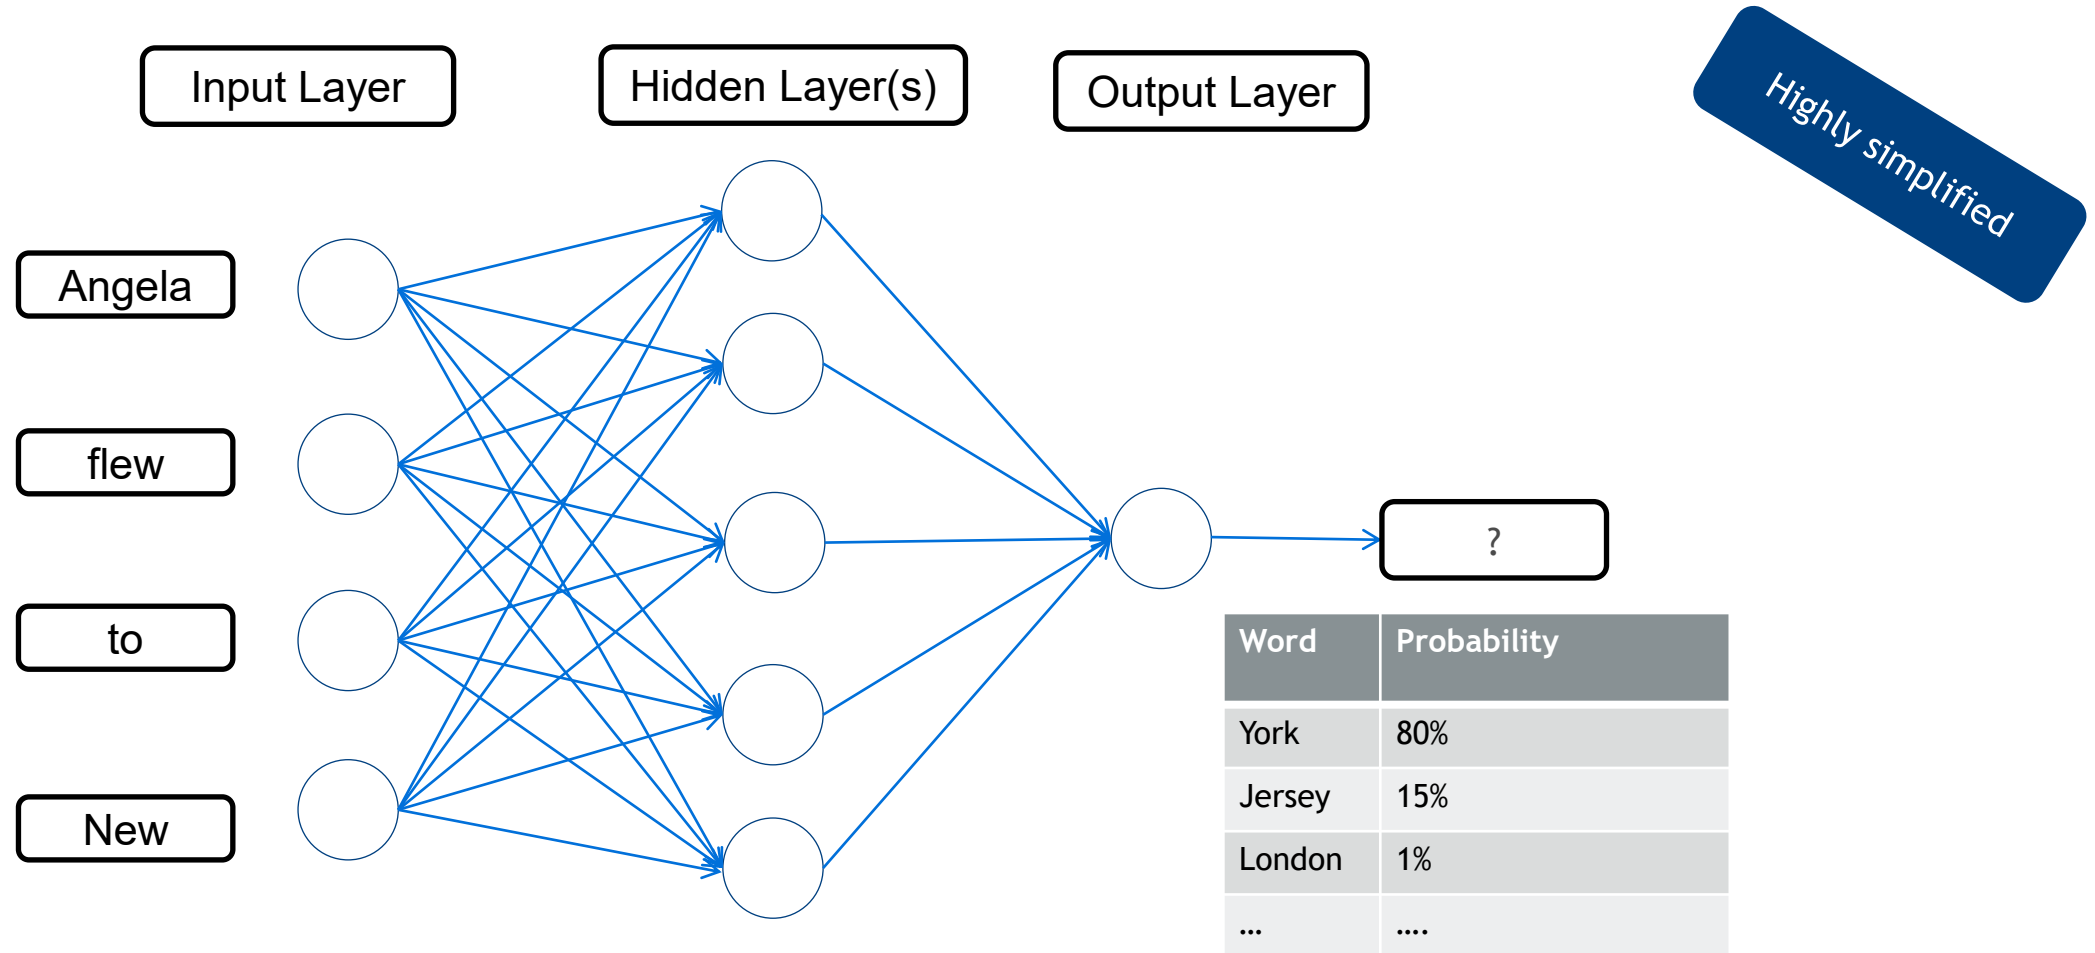 Input Layer
Hidden Layer(s)
Output Layer
Highly simplified
Angela
flew
to
New
?
Word Probability
York 80%
Jersey 15%
London 1%
... ....